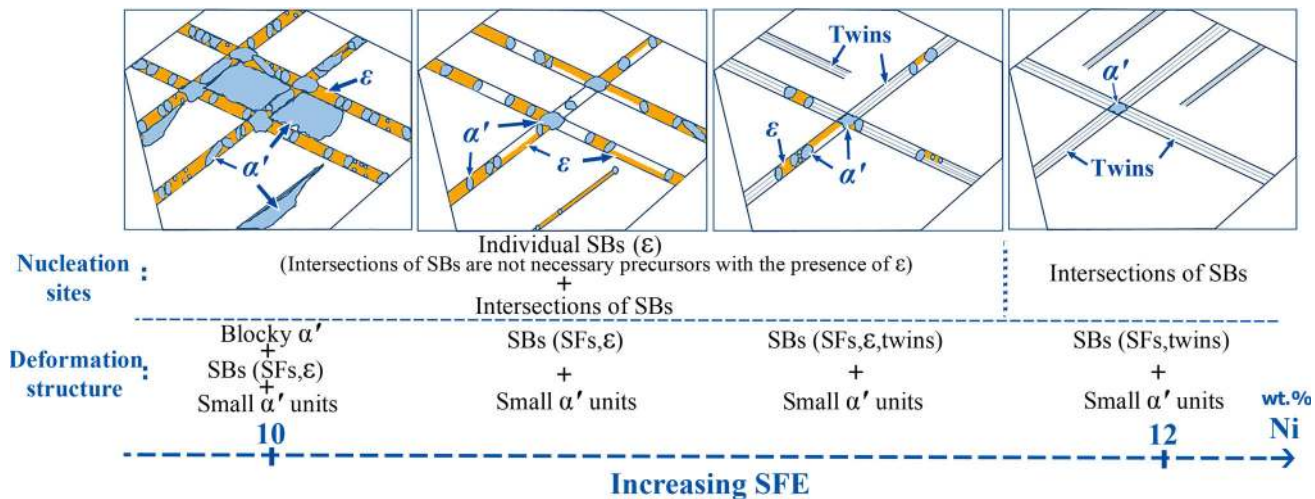 ε
α′
α′
ε
Twins
ε
α′
α′
Twins
Nucleation
sites
:
Individual SBs (ε)
(Intersections of SBs are not necessary precursors with the presence of ε)
+
Intersections of SBs
Intersections of SBs
Deformation
structure
:
Blocky α′
+
SBs (SFs,ε)
+
Small α′ units
SBs (SFs,ε)
+
Small α′ units
SBs (SFs,ε,twins)
+
Small α′ units
SBs (SFs,twins)
+
Small α′ units
10
12
wt.%
Ni
Increasing SFE